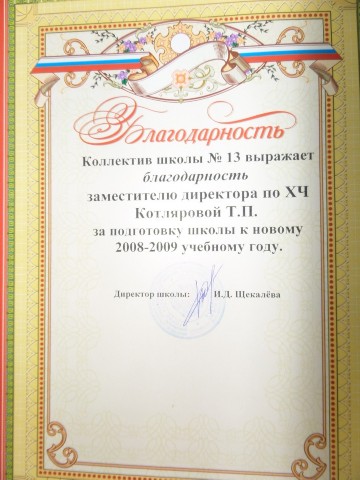 Благодарность
Коллектив школы № 13 выражает
благодарность
заместителю директора по ХЧ
Котляровой Т.П.
за подготовку школы к новому
2008-2009 учебному году.
Директор школы: И.Д. Щекалёва